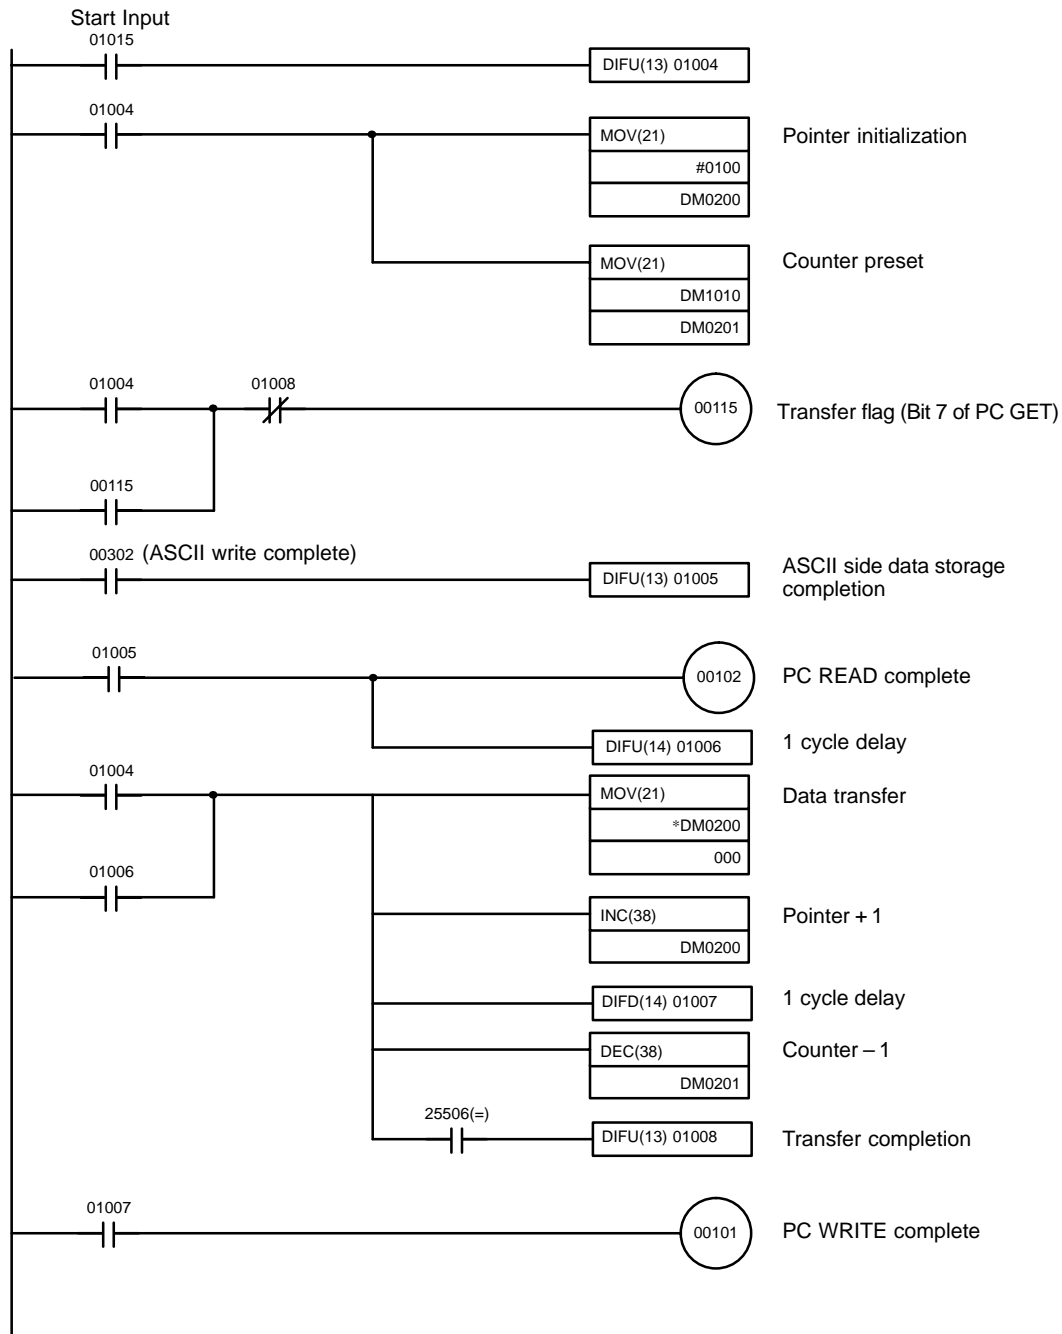 Start Input
01015
DIFU(13) 01004
01004
MOV(21)
#0100
DM0200
Pointer initialization
MOV(21)
DM1010
DM0201
Counter preset
01004
01008
00115
Transfer flag (Bit 7 of PC GET)
00115
00302 (ASCII write complete)
DIFU(13) 01005
ASCII side data storage
completion
01005
00102
PC READ complete
DIFU(14) 01006
1 cycle delay
01004
MOV(21)
*DM0200
000
Data transfer
01006
INC(38)
DM0200
Pointer + 1
DIFD(14) 01007
1 cycle delay
DEC(38)
DM0201
Counter – 1
25506(=)
DIFU(13) 01008
Transfer completion
01007
00101
PC WRITE complete